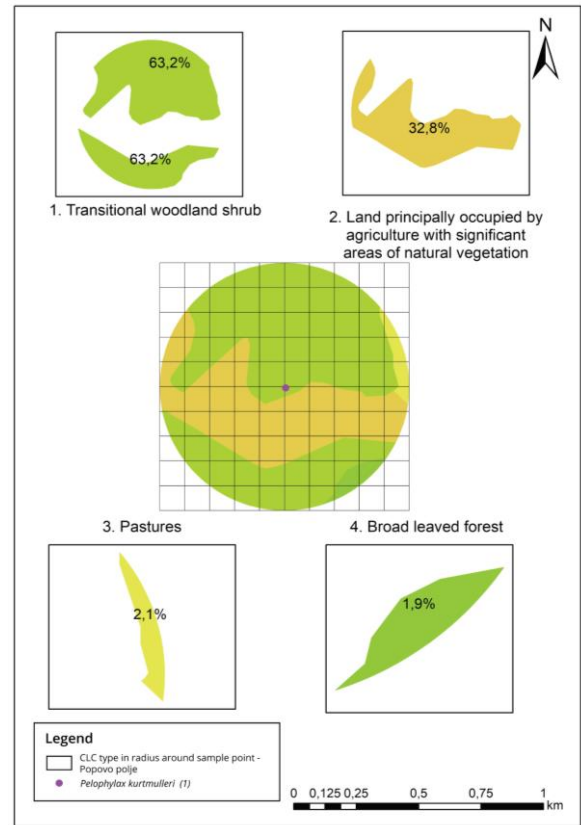 N
63,2%
63,2%
1. Transitional woodland shrub
32,8%
2. Land principally occupied by
agriculture with significant
areas of natural vegetation
3. Pastures
2,1%
4. Broad leaved forest
1,9%
Legend
CLC type in radius around sample point -
Popovo polje
Pelophylax kurtmulleri (1)
0 0,125 0,25 0,5 0,75 1
km